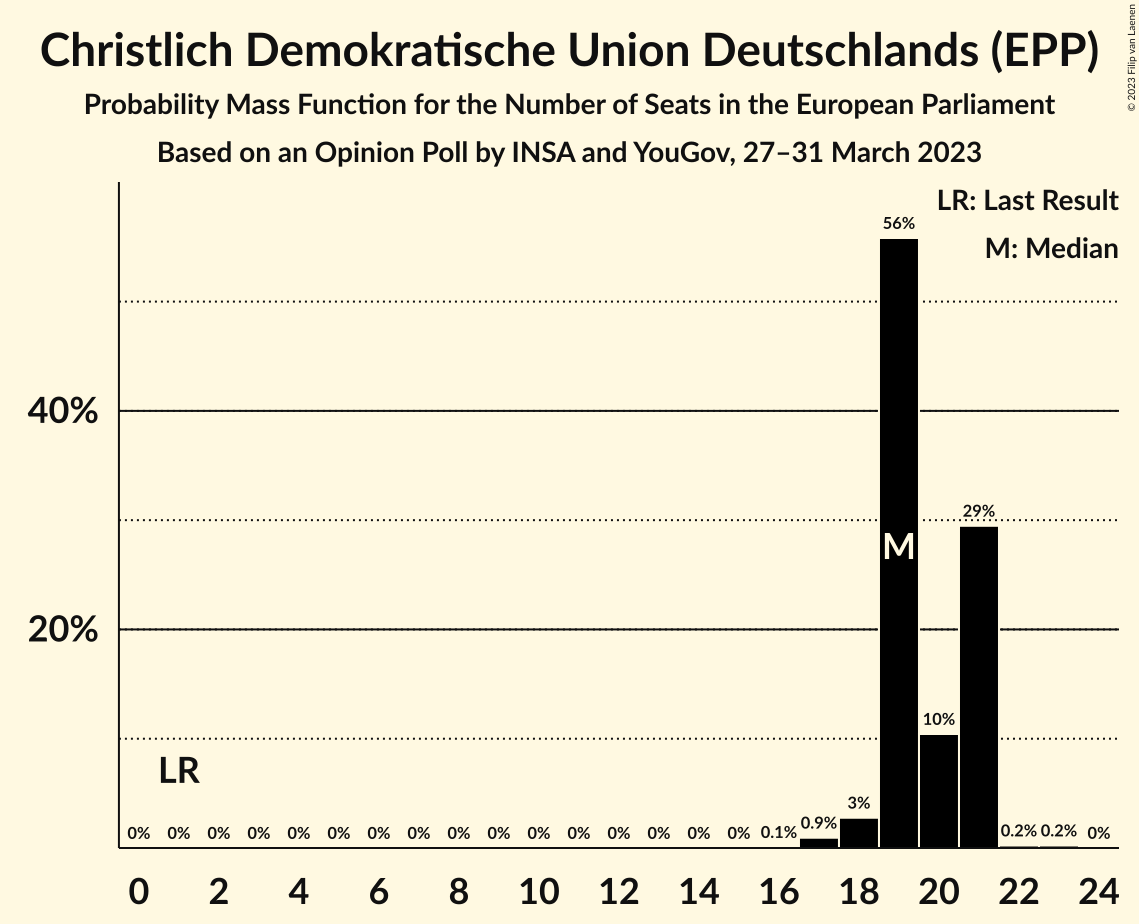 Christlich Demokratische Union Deutschlands (EPP)
Probability Mass Function for the Number of Seats in the European Parliament
Based on an Opinion Poll by INSA and YouGov, 27–31 March 2023
© 2023 Filip van Laenen
LR: Last Result
M: Median
56%
40%
29%
M
20%
10%
LR
3%
0.9%
0% 0% 0% 0% 0% 0% 0% 0% 0% 0% 0% 0% 0% 0% 0% 0% 0.1% 0.2% 0.2% 0%
0 2 4 6 8 10 12 14 16 18 20 22 24